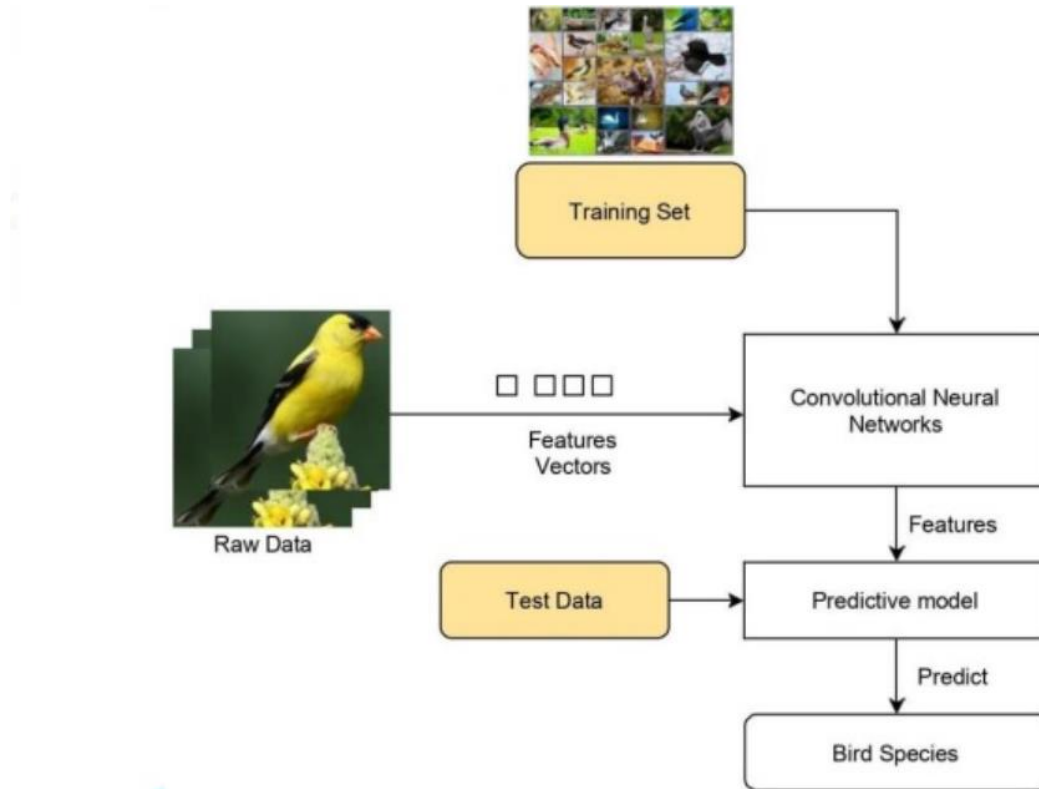 Training Set
Convolutional Neural
Networks
Features
Vectors
Raw Data
Features
Test Data
Predictive model
Predict
Bird Species